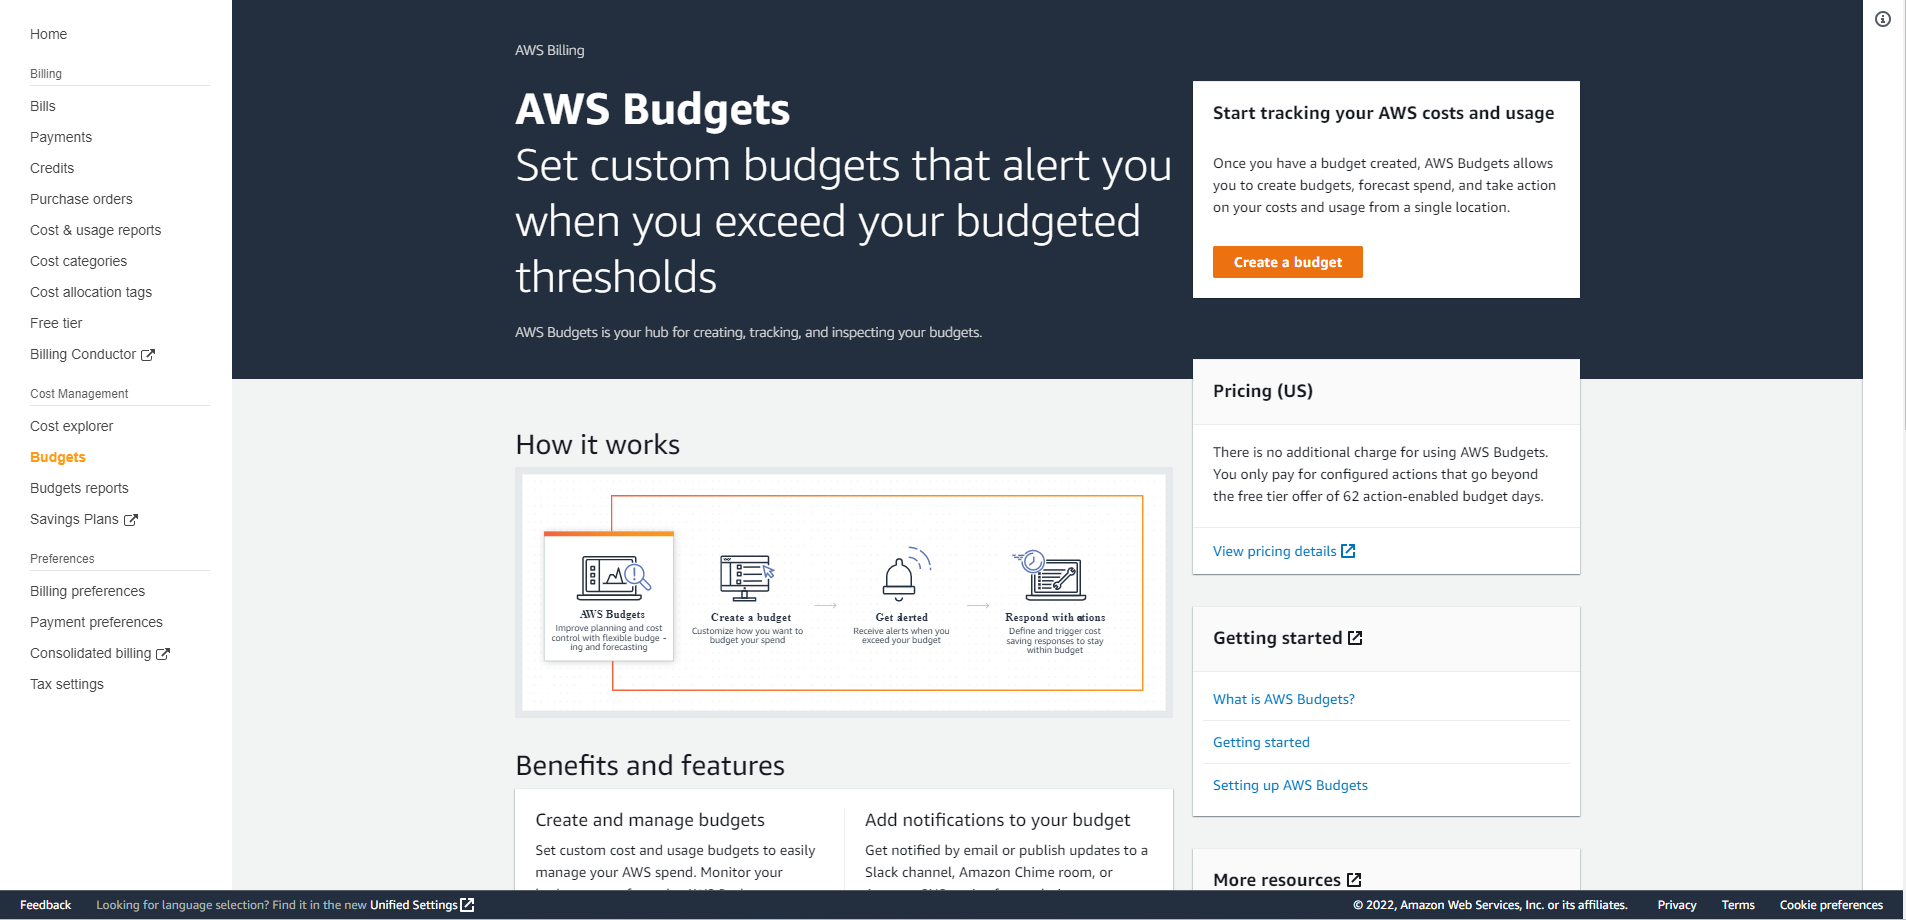 Home
Billing
Bills
Payments
Credits
Purchase orders
Cost & usage reports
Cost categories
Cost allocation tags
Free tier
Billing Conductor
Cost Management
Cost explorer
Budgets
Budgets reports
Savings Plans
Preferences
Billing preferences
Payment preferences
Consolidated billing
Tax settings
AWS Billing
AWS Budgets
Set custom budgets that alert you
when you exceed your budgeted
thresholds
AWS Budgets is your hub for creating, tracking, and inspecting your budgets.
Start tracking your AWS costs and usage
Once you have a budget created, AWS Budgets allows
you to create budgets, forecast spend, and take action
on your costs and usage from a single location.
Create a budget
Pricing (US)
There is no additional charge for using AWS Budgets.
You only pay for configured actions that go beyond
the free tier offer of 62 action-enabled budget days.
View pricing details
Getting started
What is AWS Budgets?
Getting started
Setting up AWS Budgets
More resources
How it works
AWS Budgets
Improve planning and cost
control with flexible budge -
ing and forecasting
Create a budget
Customize how you want to
budget your spend
Get alerted
Receive alerts when you
exceed your budget
Respond with actions
Define and trigger cost
saving responses to stay
within budget
Benefits and features
Create and manage budgets
Set custom cost and usage budgets to easily
manage your AWS spend. Monitor your
Add notifications to your budget
Get notified by email or publish updates to a
Slack channel, Amazon Chime room, or
Feedback
Looking for language selection? Find it in the new Unified Settings
© 2022, Amazon Web Services, Inc. or its affiliates.
Privacy
Terms
Cookie preferences